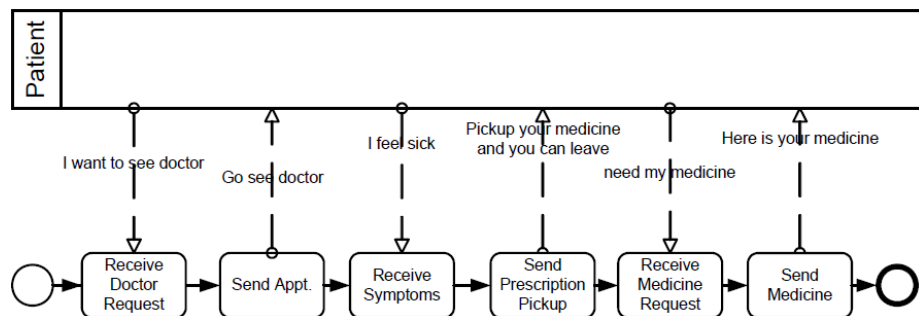 Patient
I want to see doctor
Go see doctor
I feel sick
Pickup your medicine
and you can leave
need my medicine
Here is your medicine
Receive
Doctor
Request
Send Appt.
Receive
Symptoms
Send
Prescription
Pickup
Receive
Medicine
Request
Send
Medicine